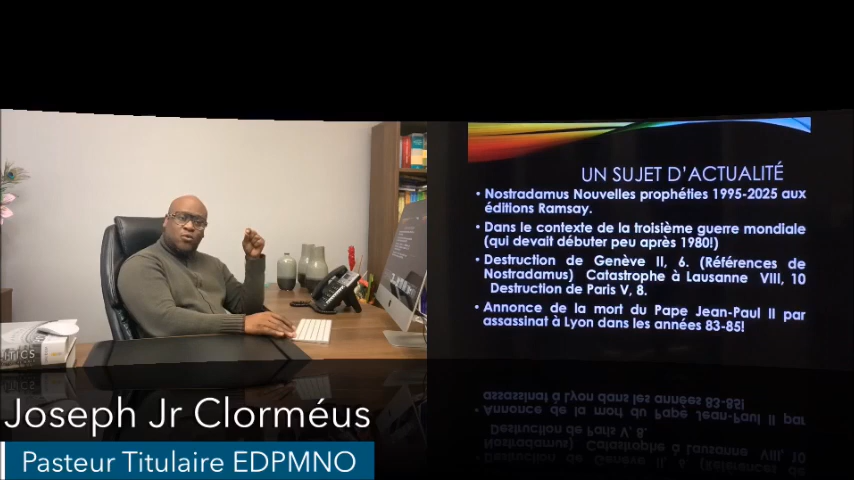 UN SUJET D'ACTUALITÉ
• Nostradamus Nouvelles prophéties 1995-2025 aux
éditions Ramsay.
• Dans le contexte de la troisième guerre mondiale
(qui devait débuter peu après 1980!)
• Destruction de Genève II, 6. (Références de
Nostradamus) Catastrophe à Lausanne VIII, 10
Destruction de Paris V, 8.
• Annonce de la mort du Pape Jean-Paul II par
assassinat à Lyon dans les années 83-85!
Joseph Jr Clorméus
Pasteur Titulaire EDPMNO